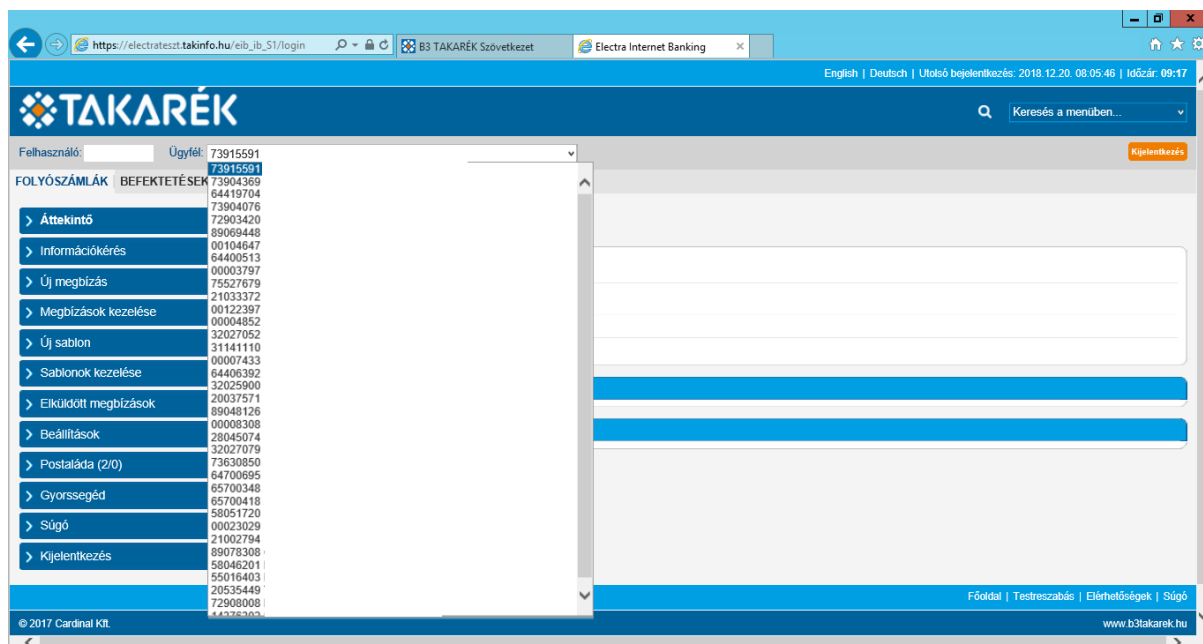 https://electrateszt.takinfo.hu/eib_ib_S1/login
B3 TAKARÉK Szövetkezet
Electra Internet Banking
English | Deutsch | Utolsó bejelentkezés: 2018.12.20. 08:05:46 | Időzár: 09:17
TAKARÉK
Keresés a menüben...
Felhasználó:
Ügyfél: 73915591
Kijelentkezés
FOLYÓSZÁMLÁK
BEFEKTETÉSEK
73915591
73904369
64419704
73904076
72903420
89069448
00104647
64400513
00003797
75527679
21033372
00122397
00004852
32027052
31141110
00007433
64406392
32025900
20037571
89048126
00008308
28045074
32027079
73630850
64700695
65700348
65700418
58051720
00023029
21002794
89078308
58046201
55016403
20535449
72908008
Áttekintő
Információkérés
Új megbízás
Megbízások kezelése
Új sablon
Sablonok kezelése
Elküldött megbízások
Beállítások
Postaláda (2/0)
Gyorssegéd
Súgó
Kijelentkezés
Főoldal | Testreszabás | Elérhetőségek | Súgó
© 2017 Cardinal Kft.
www.b3takarek.hu